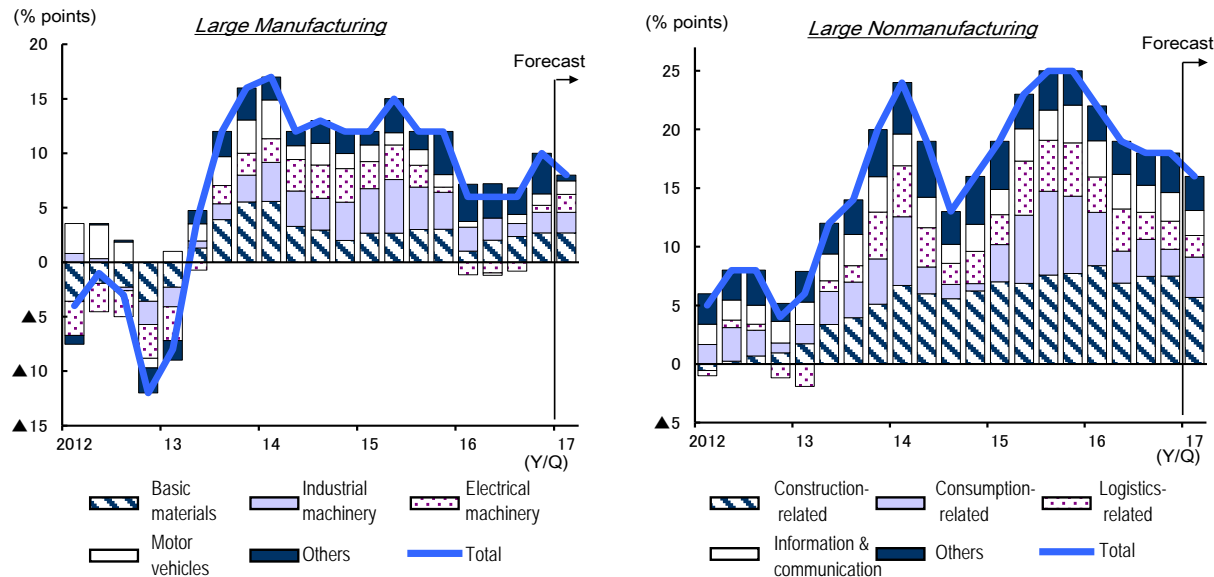 (% points)
Large Manufacturing
20
15
10
5
0
▲5
▲10
▲15
Forecast
2012 13 14 15 16 17
(Y/Q)
Basic materials
Industrial machinery
Electrical machinery
Motor vehicles
Others
Total
(% points)
Large Nonmanufacturing
25
20
15
10
5
0
▲5
Forecast
2012 13 14 15 16 17
(Y/Q)
Construction-
related
Consumption-
related
Logistics-
related
Information &
communication
Others
Total